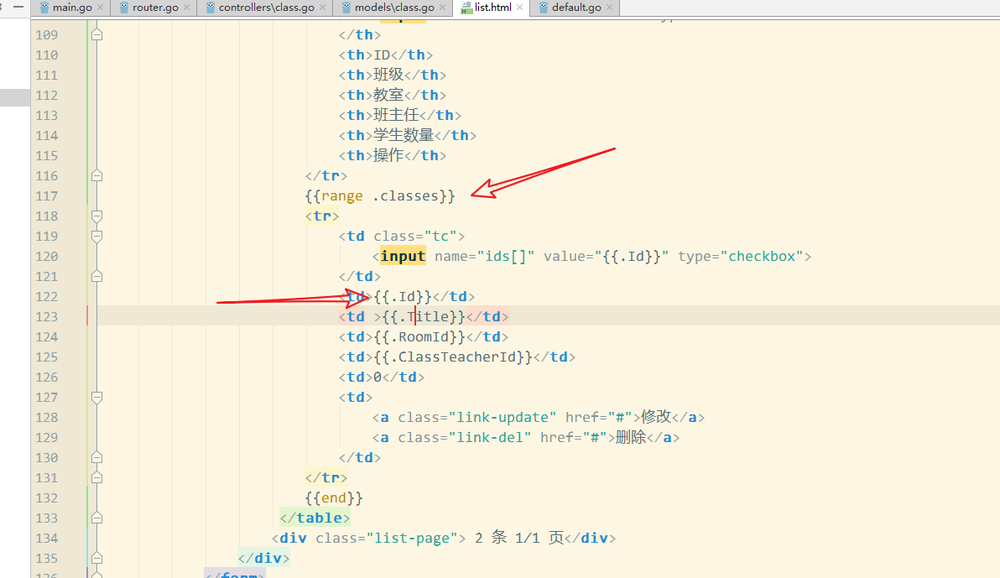 main.go router.go controllers\class.go models\class.go list.html default.go
109 </th>
110 <th>ID</th>
111 <th>班级</th>
112 <th>教室</th>
113 <th>班主任</th>
114 <th>学生数量</th>
115 <th>操作</th>
116 </tr>
117 {{range .classes}}
118 <tr>
119 <td class="tc">
120 <input name="ids[]" value="{{.Id}}" type="checkbox">
121 </td>
122 <td>{{.Id}}</td>
123 <td >{{.Title}}</td>
124 <td>{{.RoomId}}</td>
125 <td>{{.ClassTeacherId}}</td>
126 <td>0</td>
127 <td>
128 <a class="link-update" href="#">修改</a>
129 <a class="link-del" href="#">删除</a>
130 </td>
131 </tr>
132 {{end}}
133 </table>
134 <div class="list-page"> 2 条 1/1 页</div>
135 </div>
136 </form>